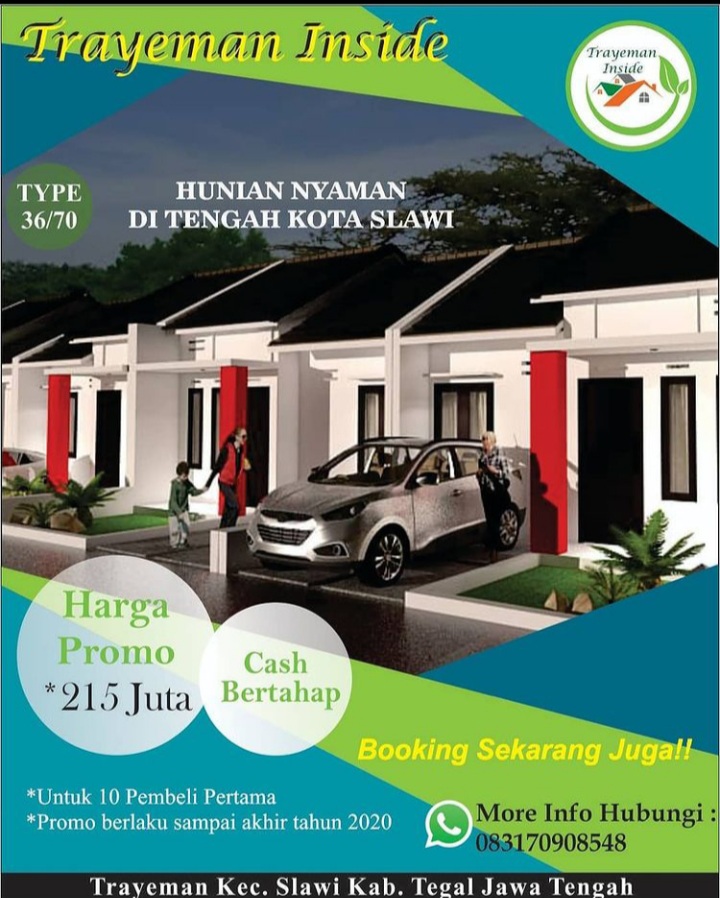 Trayeman Inside
Trayeman
Inside
TYPE
36/70
HUNIAN NYAMAN
DI TENGAH KOTA SLAWI
Harga
Promo
*215 Juta
Cash
Bertahap
Booking Sekarang Juga!!
*Untuk 10 Pembeli Pertama
*Promo berlaku sampai akhir tahun 2020
More Info Hubungi :
083170908548
Trayeman Kec. Slawi Kab. Tegal Jawa Tengah